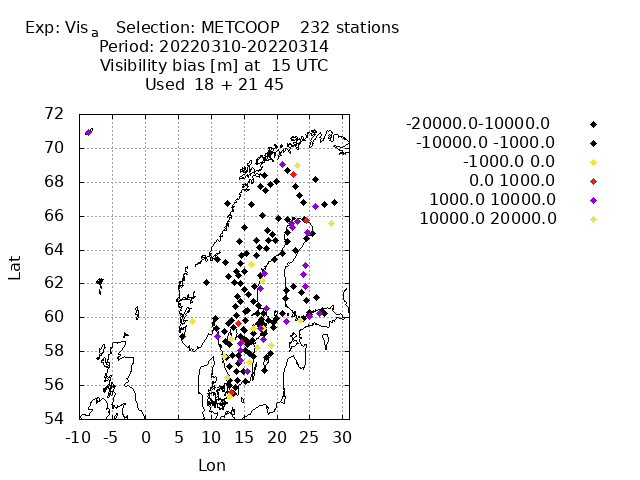 Exp: Vis a Selection: METCOOP 232 stations
Period: 20220310-20220314
Visibility bias [m] at 15 UTC
Used 18 + 21 45
72
70
68
66
64
62
60
58
56
54
Lat
-10 -5 0 5 10 15 20 25 30
Lon
-20000.0-10000.0
-10000.0 -1000.0
-1000.0 0.0
0.0 1000.0
1000.0 10000.0
10000.0 20000.0